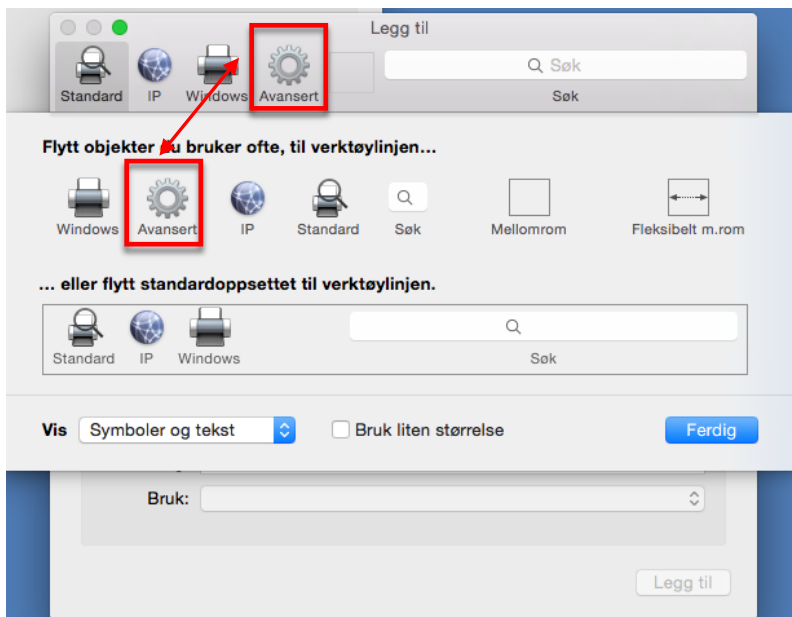 Legg til
Søk
Standard IP Windows Avansert Søk
Flytt objekter du bruker ofte, til verktøylinjen...
Windows Avansert IP Standard Søk Mellomrom Fleksibelt m.rom
... eller flytt standardoppsettet til verktøylinjen.
Standard IP Windows Søk
Vis Symboler og tekst Bruk liten størrelse Ferdig
Bruk:
Legg til